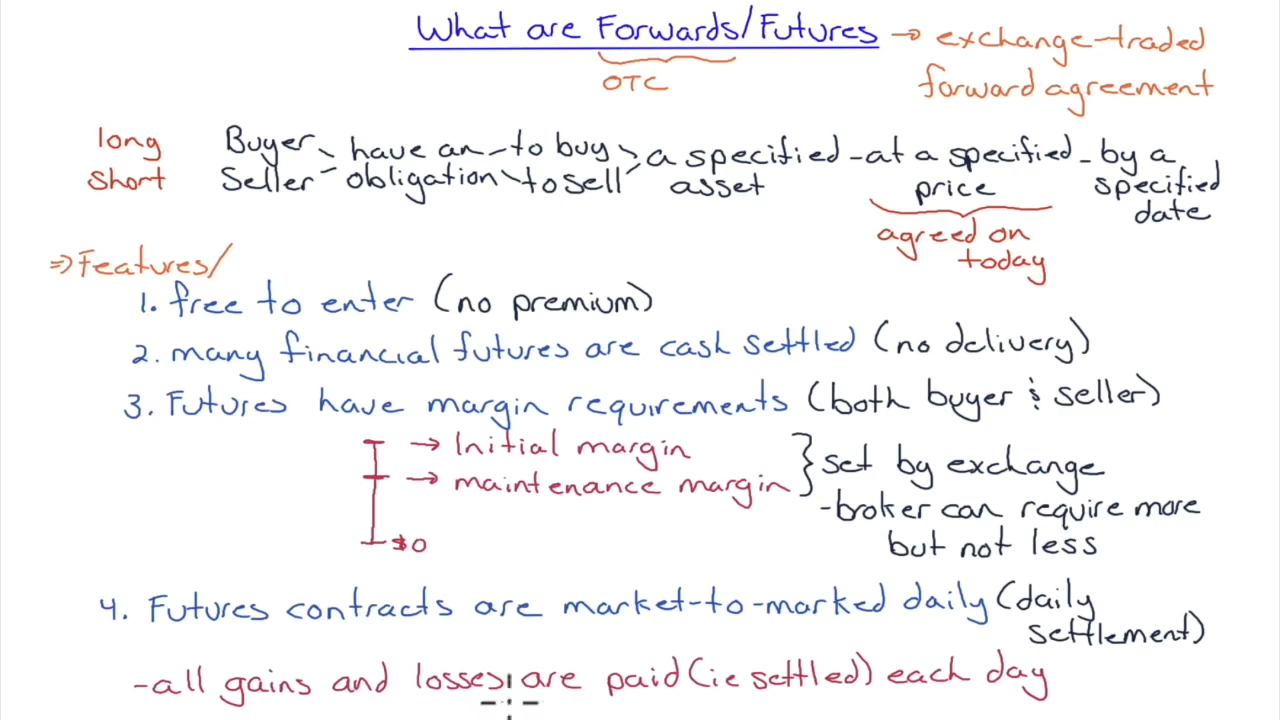 What are Forwards/Futures → exchange-traded
OTC forward agreement
long Buyer have an to buy a specified - at a specified - by a
short Seller obligation to sell asset price specified
date
agreed on
today
⇒ Features/
1. free to enter (no premium)
2. many financial futures are cash settled (no delivery)
3. Futures have margin requirements (both buyer & seller)
→ Initial margin
→ maintenance margin } set by exchange
- broker can require more
$0 but not less
4. Futures contracts are market-to-marked daily (daily
settlement)
- all gains and losses are paid (ie settled) each day